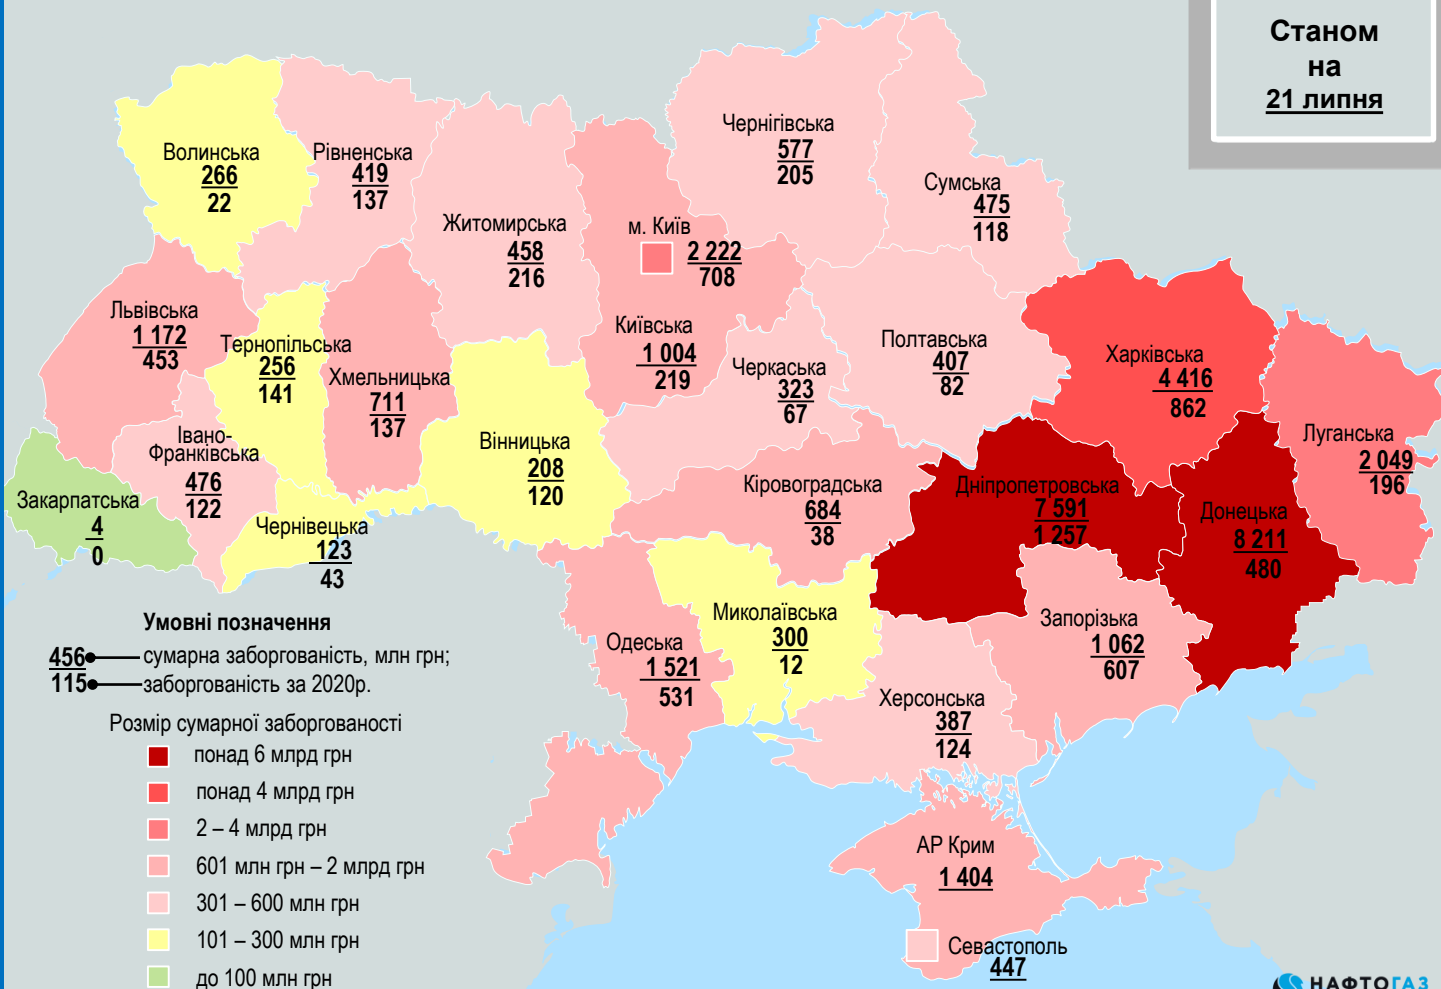 Станом
на
21 липня
Чернігівська
577
205
Волинська
266
22
Рівненська
419
137
Сумська
475
118
Житомирська
458
216
м. Київ
2 222
708
Львівська
1 172
453
Тернопільська
256
141
Хмельницька
711
137
Київська
1 004
219
Черкаська
323
67
Полтавська
407
82
Харківська
4 416
862
Луганська
2 049
196
Івано-
Франківська
476
122
Вінницька
208
120
Кіровоградська
684
38
Дніпропетровська
7 591
1 257
Донецька
8 211
480
Закарпатська
4
0
Чернівецька
123
43
Миколаївська
300
12
Одеська
1 521
531
Запорізька
1 062
607
Херсонська
387
124
АР Крим
1 404
Севастополь
447
Умовні позначення
456 сумарна заборгованість, млн грн;
115 заборгованість за 2020р.
Розмір сумарної заборгованості
понад 6 млрд грн
понад 4 млрд грн
2 – 4 млрд грн
601 млн грн – 2 млрд грн
301 – 600 млн грн
101 – 300 млн грн
до 100 млн грн
НАФТОГАЗ